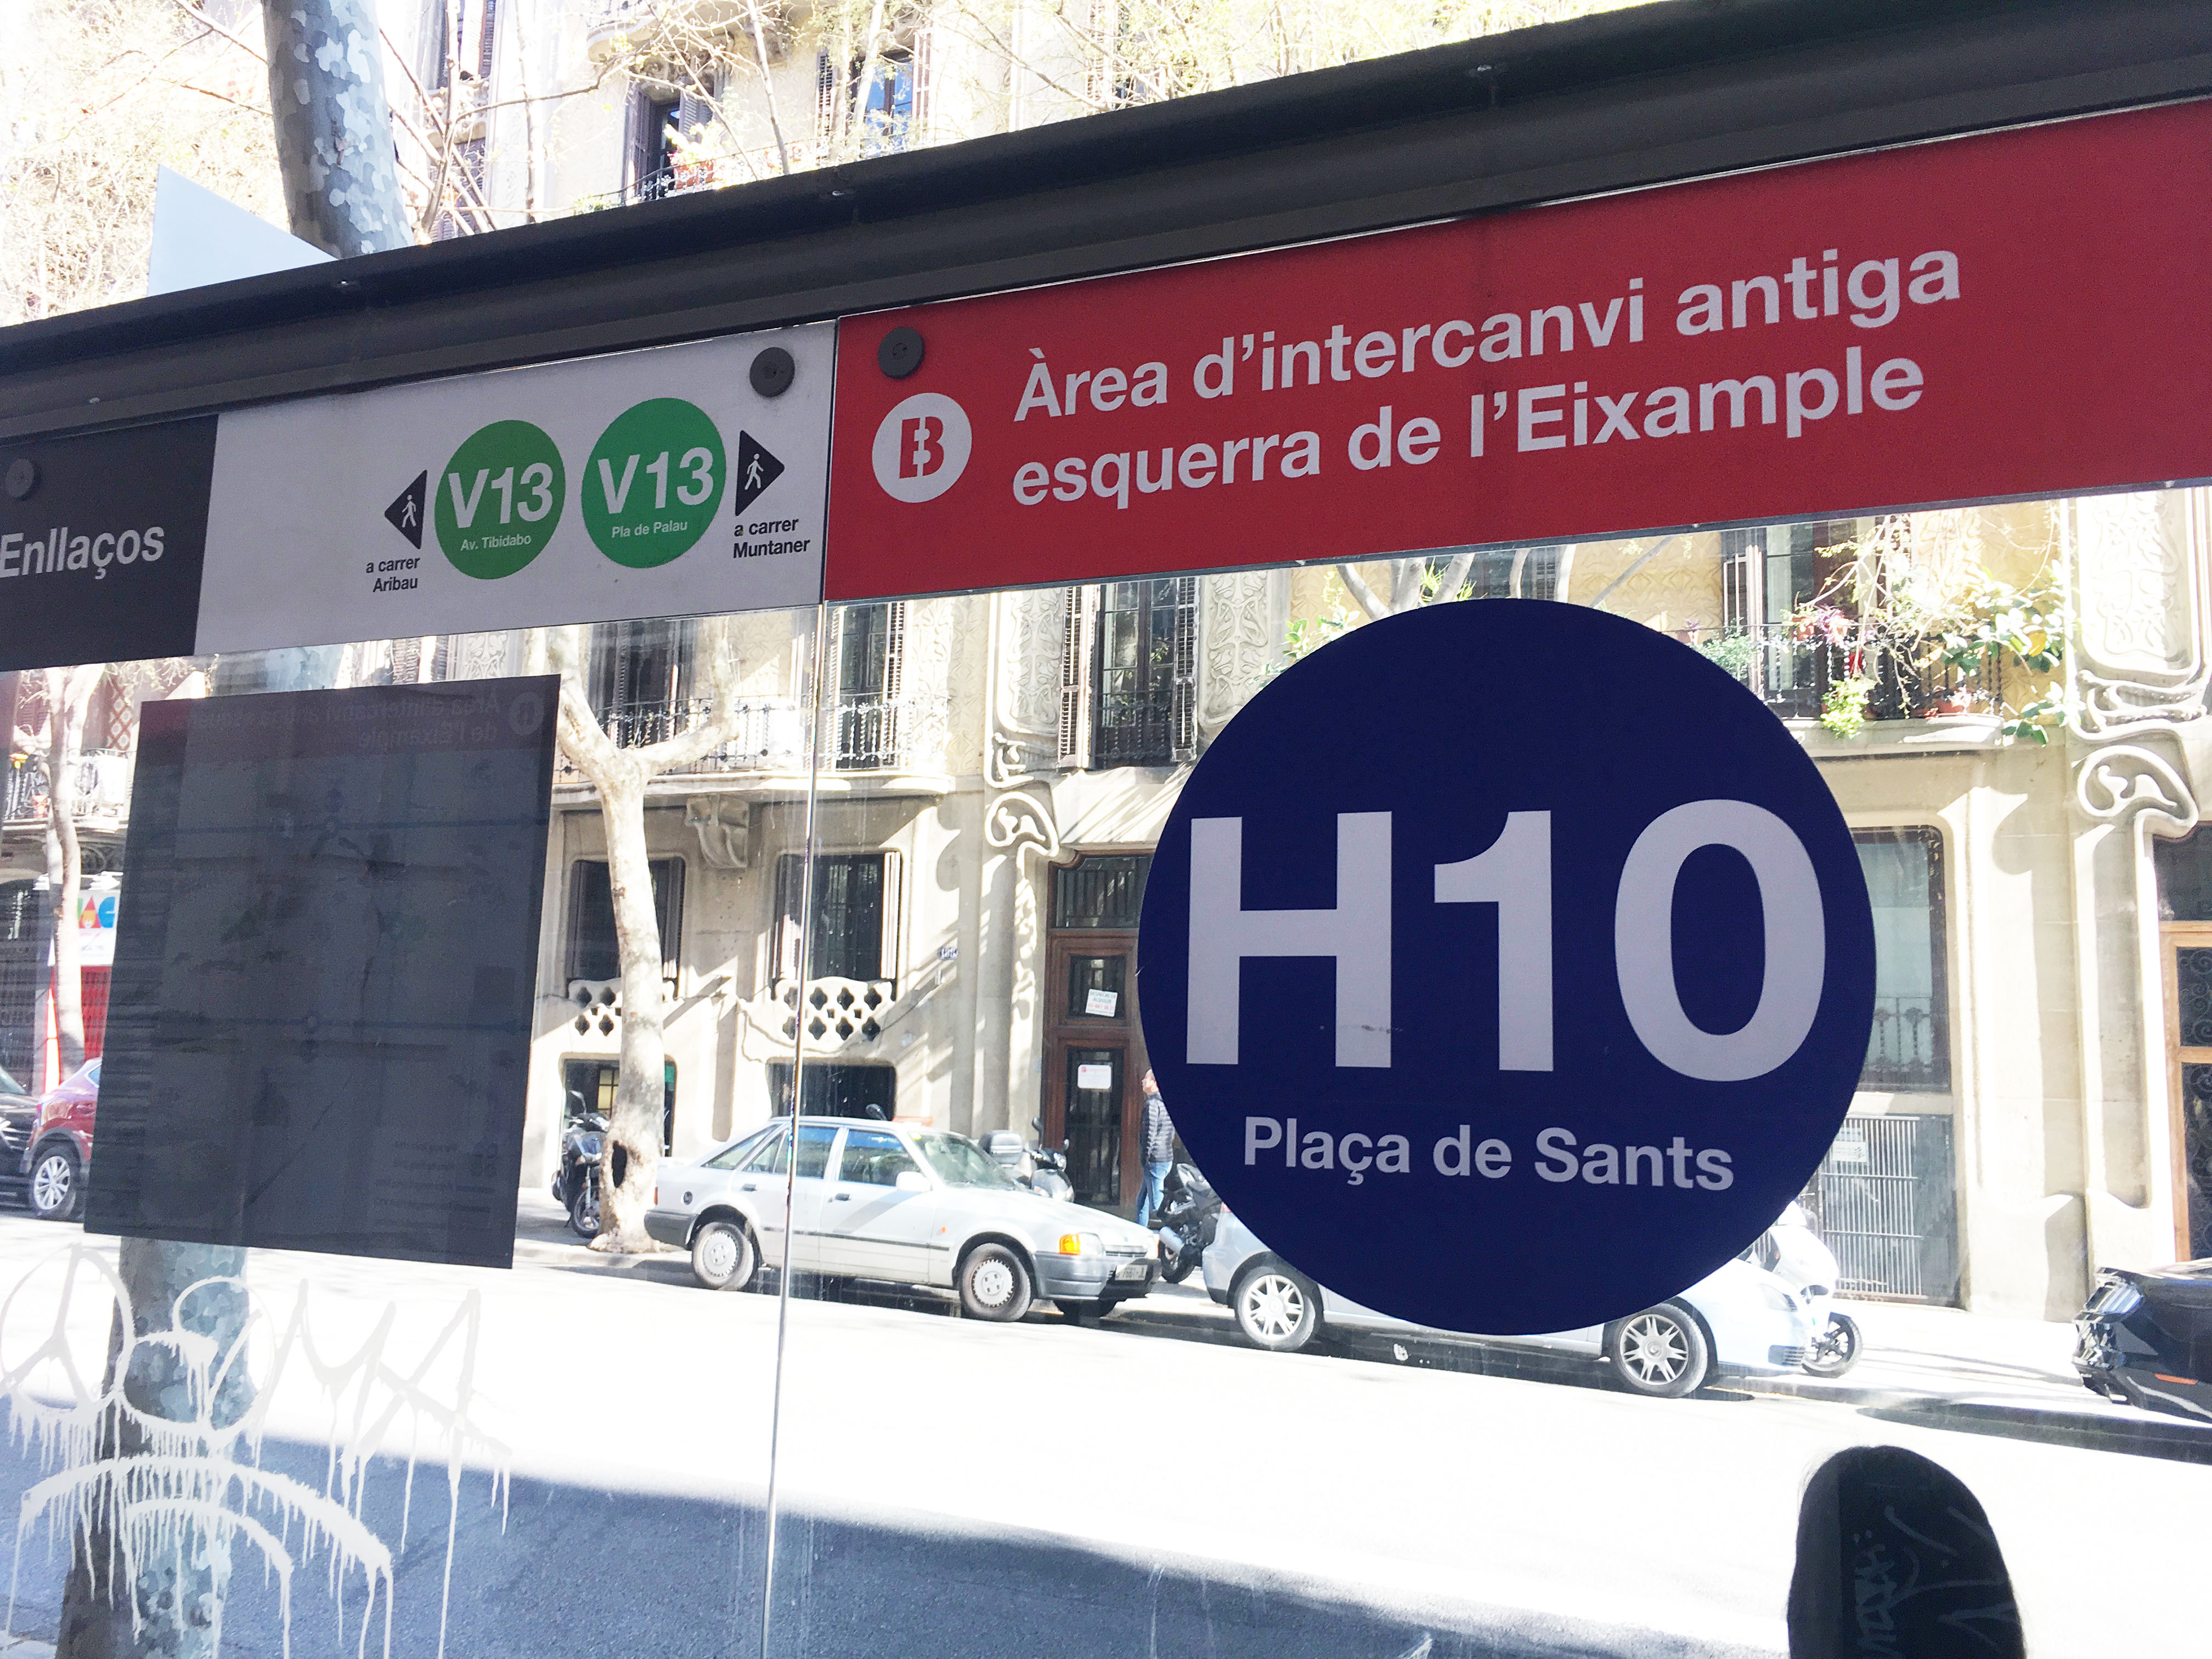 Enllaços
a carrer
Aribau
V13
Av. Tibidabo
V13
Pla de Palau
a carrer
Muntaner
B
Àrea d'intercanvi antiga
esquerra de l'Eixample
H10
Plaça de Sants